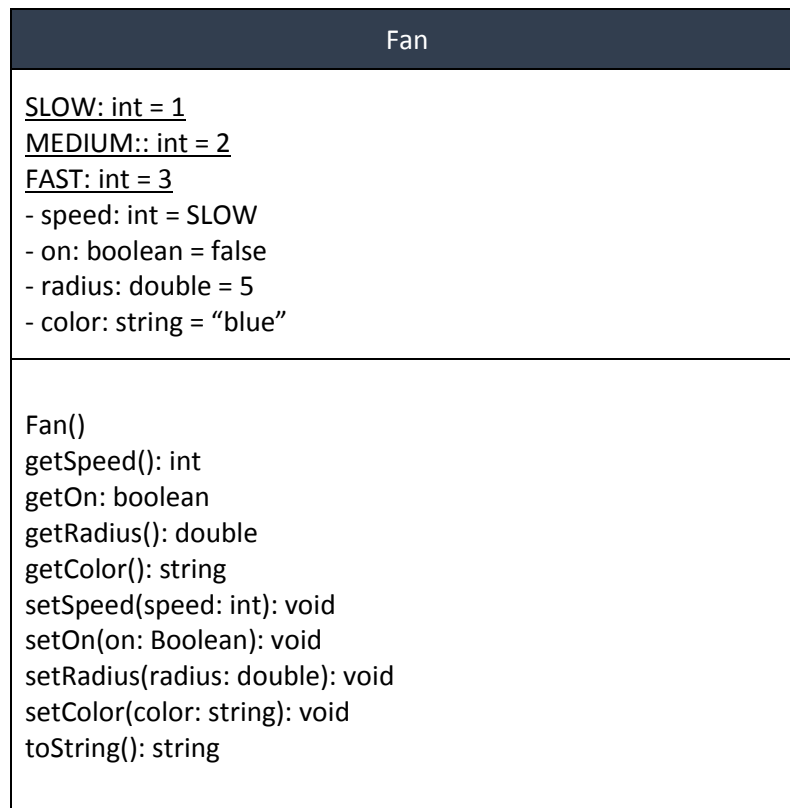 Fan
SLOW: int = 1
MEDIUM:: int = 2
FAST: int = 3
- speed: int = SLOW
- on: boolean = false
- radius: double = 5
- color: string = “blue”
Fan()
getSpeed(): int
getOn: boolean
getRadius(): double
getColor(): string
setSpeed(speed: int): void
setOn(on: Boolean): void
setRadius(radius: double): void
setColor(color: string): void
toString(): string